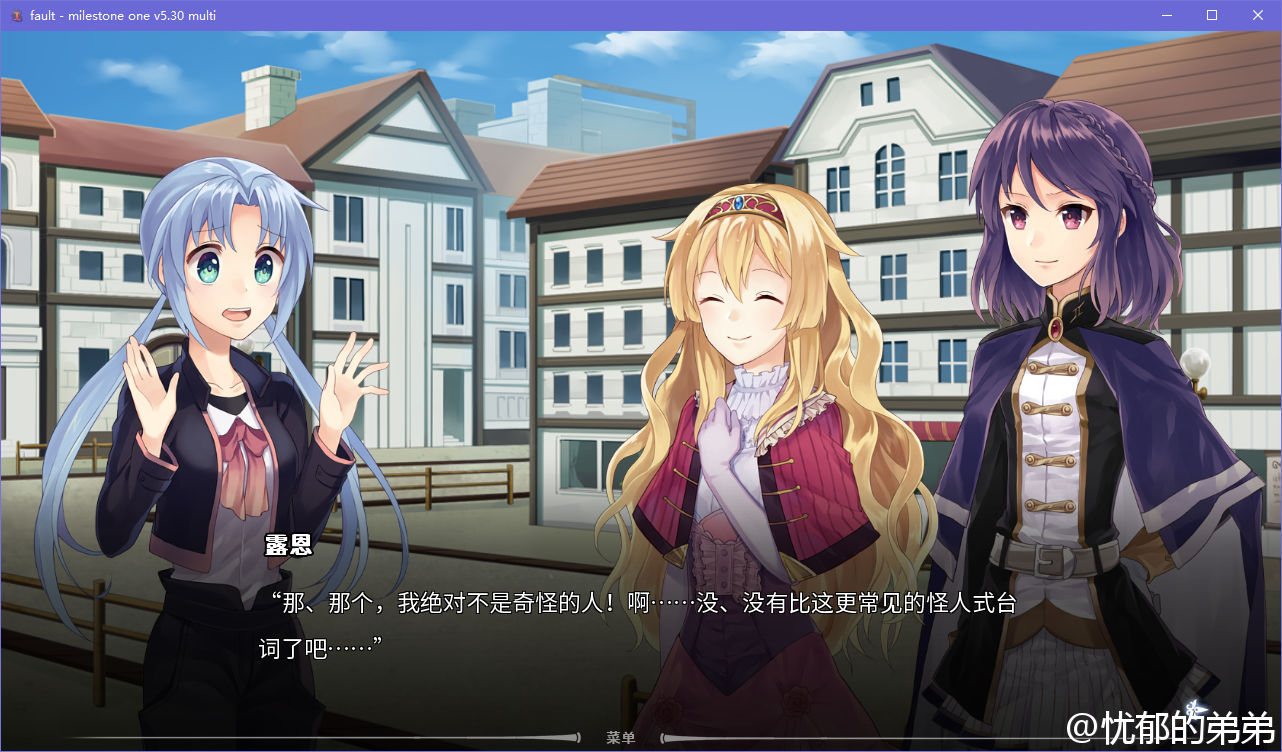 fault - milestone one v5.30 multi
露恩
“那、那个，我绝对不是奇怪的人！啊……没、没有比这更常见的怪人式台
词了吧……”
菜单
@忧郁的弟弟